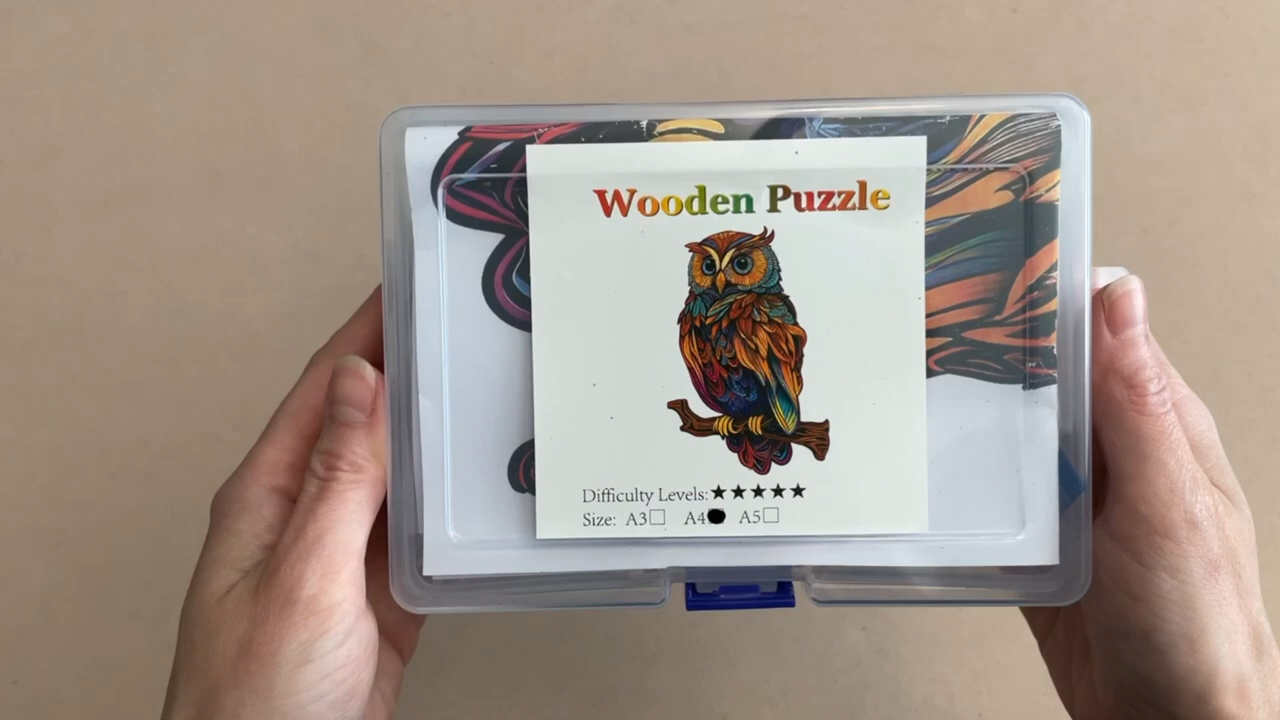 Wooden Puzzle
Difficulty Levels:★★★★★
Size: A3☐ A4⬤ A5☐